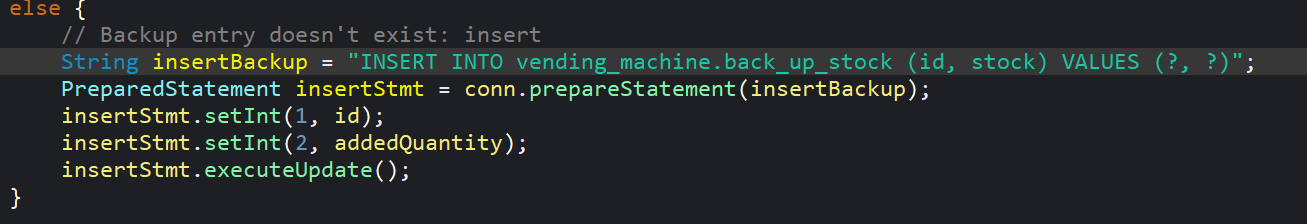 else {
    // Backup entry doesn't exist: insert
    String insertBackup = "INSERT INTO vending_machine.back_up_stock (id, stock) VALUES (?, ?)";
    PreparedStatement insertStmt = conn.prepareStatement(insertBackup);
    insertStmt.setInt(1, id);
    insertStmt.setInt(2, addedQuantity);
    insertStmt.executeUpdate();
}